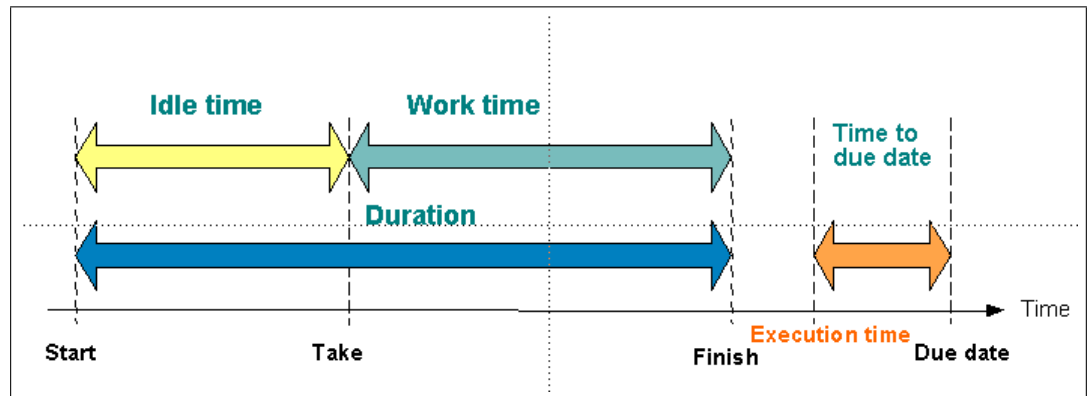 Idle time
Work time
Time to
due date
Duration
Time
Execution time
Start
Take
Finish
Due date